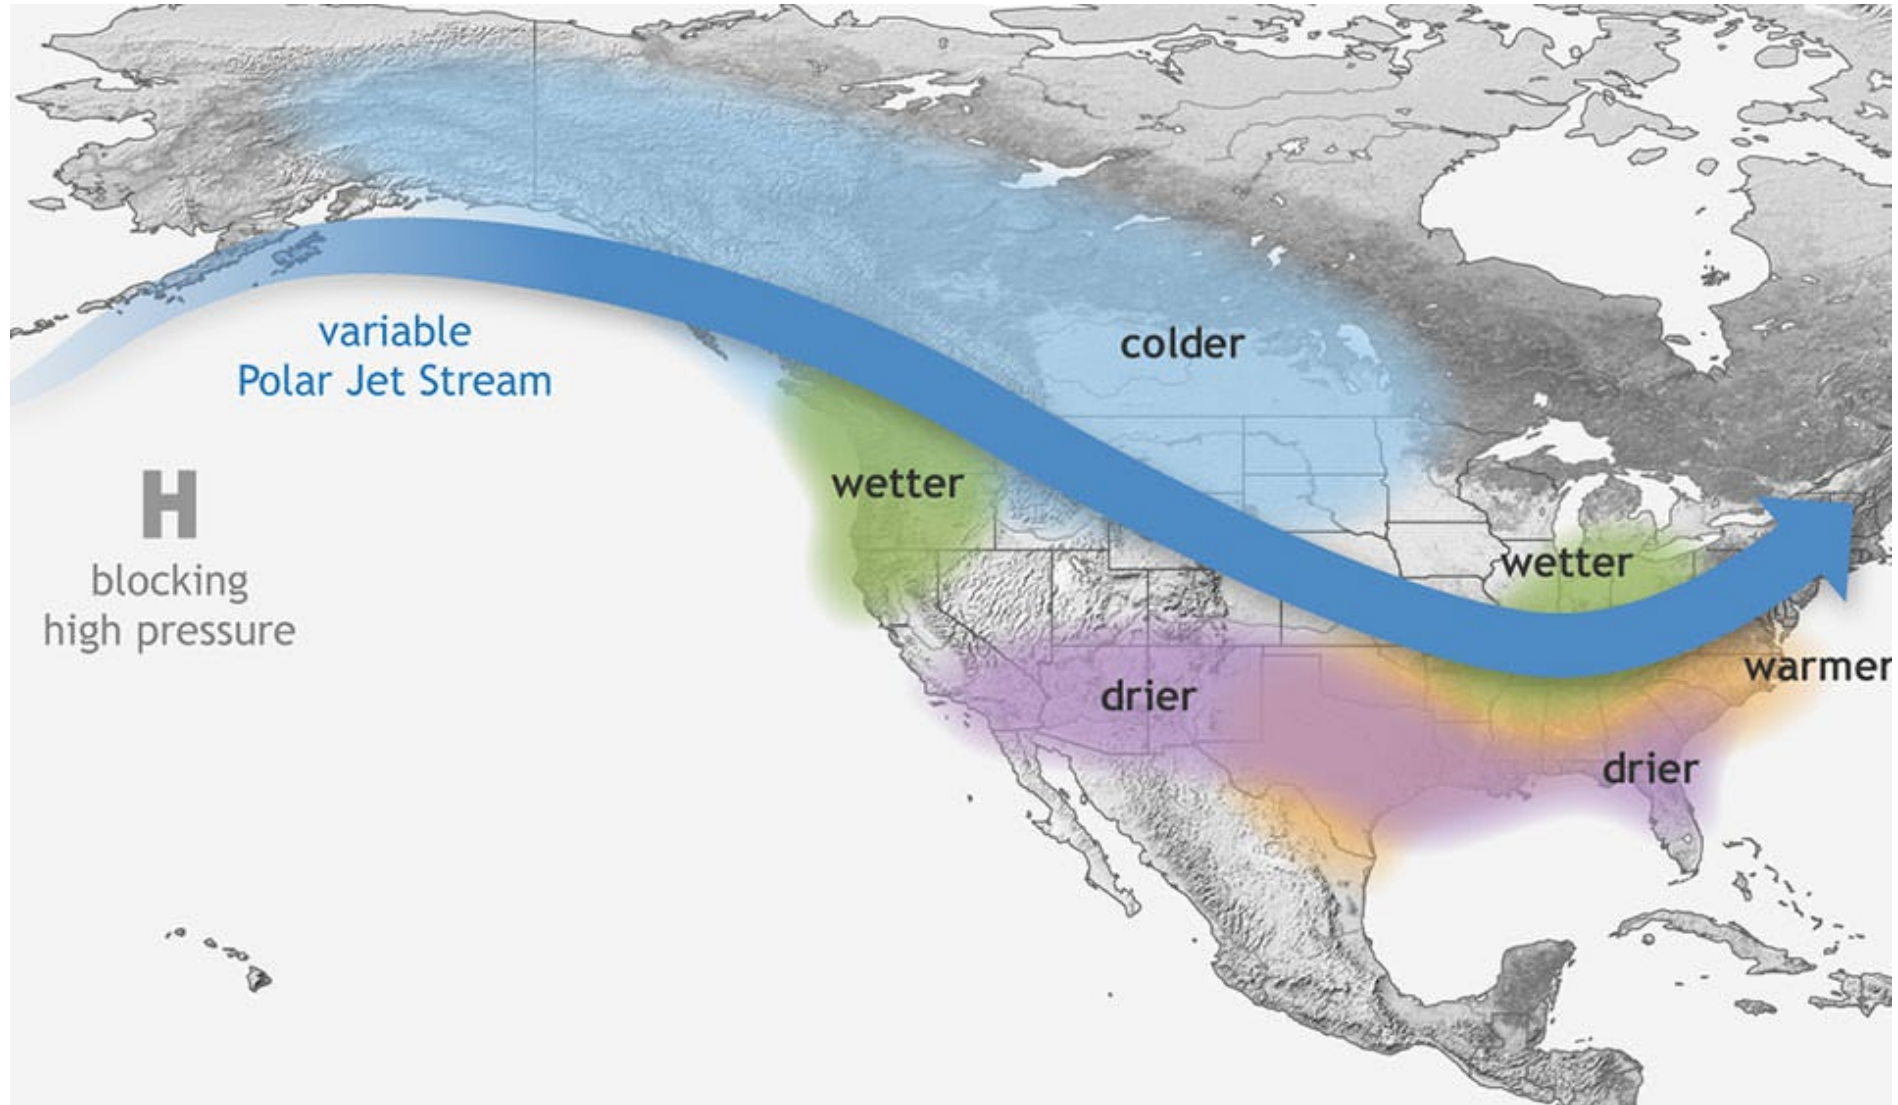 variable
Polar Jet Stream
colder
wetter
H
blocking
high pressure
wetter
warmer
drier
drier